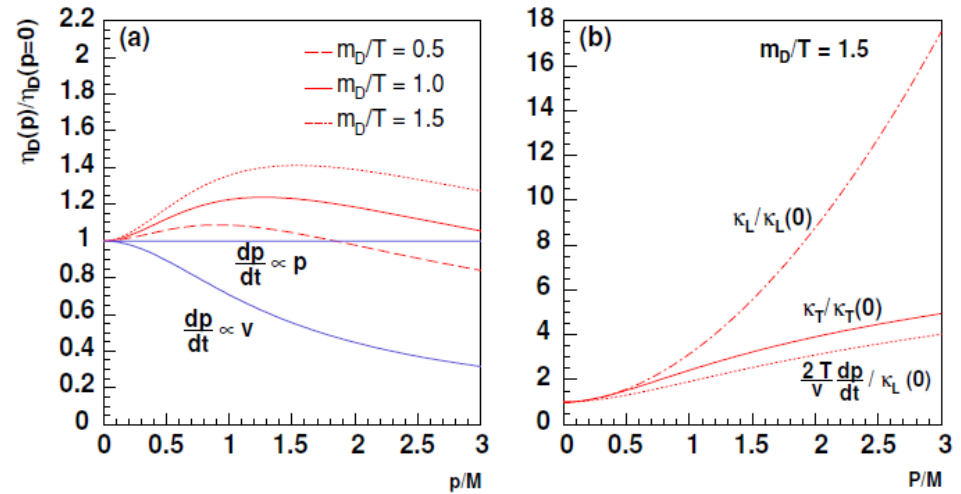 η_D(p)/η_D(p=0)
(a)
m_D/T = 0.5
m_D/T = 1.0
m_D/T = 1.5
dp/dt ∝ p
dp/dt ∝ v
2.2
2
1.8
1.6
1.4
1.2
1
0.8
0.6
0.4
0.2
0
0 0.5 1 1.5 2 2.5 3
p/M
(b)
m_D/T = 1.5
κ_L/κ_L(0)
κ_T/κ_T(0)
2 T/v dp/dt / κ_L (0)
18
16
14
12
10
8
6
4
2
0
0 0.5 1 1.5 2 2.5 3
P/M